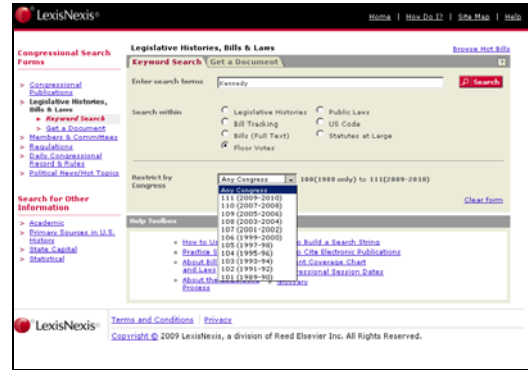 LexisNexis®
Home | How Do I? | Site Map | Help
Congressional Search Forms
> Congressional Publications
> Legislative Histories, Bills & Laws
Keyword Search
> Get a Document
> Members & Committees
> Regulations
> Daily Congressional Record & Rules
> Political News/Hot Topics
Search for Other Information
> Academic
> Primary Sources in U.S. History
> State Capital
> Statistical
Legislative Histories, Bills & Laws
Browse Hot Bills
Keyword Search Get a Document
Enter search terms
Kennedy
Search
Search within
Legislative Histories Public Laws
Bill Tracking US Code
Bills (Full Text) Statutes at Large
Floor Votes
Restrict by Congress
Any Congress 100(1988 only) to 111(2009-2010)
Any Congress
111 (2009-2010)
110 (2007-2008)
109 (2005-2006)
108 (2003-2004)
107 (2001-2002)
106 (1999-2000)
105 (1997-98)
104 (1995-96)
103 (1993-94)
102 (1991-92)
101 (1989-90)
Clear form
Help Toolbox
How to Build a Search String
Practice to Cite Electronic Publications
About Bill Coverage Chart
and Laws Session Dates
About the Glossary
Process
LexisNexis®
Terms and Conditions | Privacy
Copyright © 2009 LexisNexis, a division of Reed Elsevier Inc. All Rights Reserved.